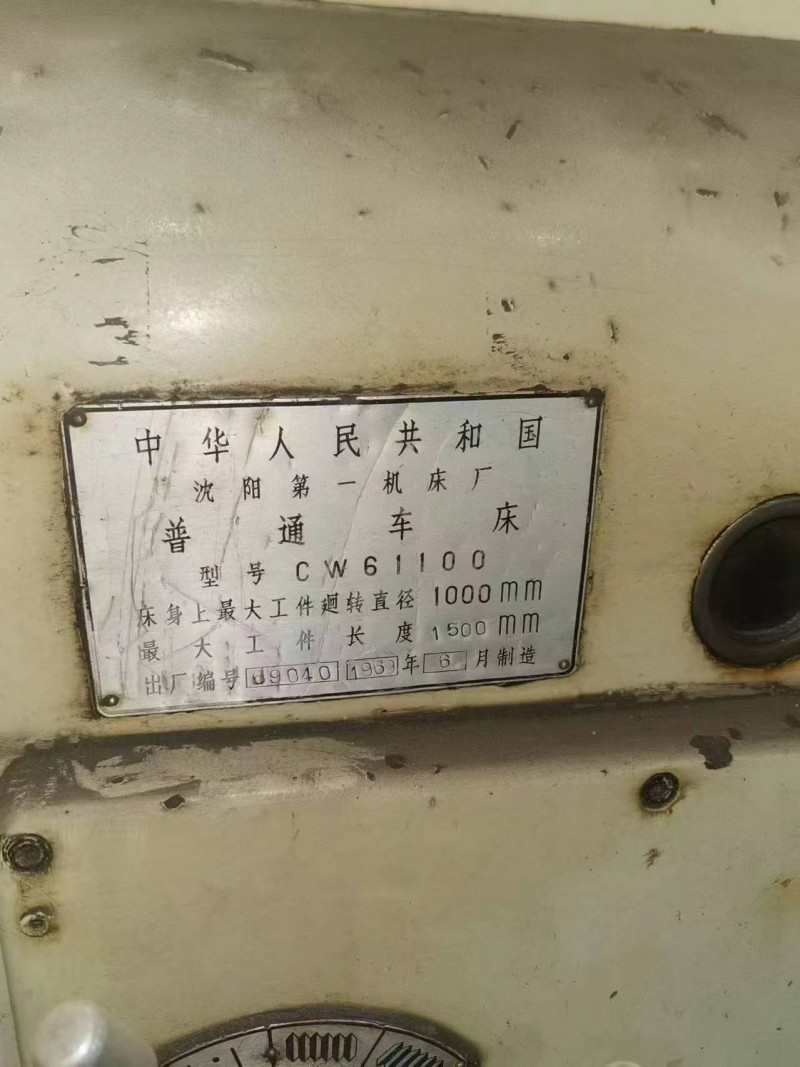 中华人民共和国
沈阳第一机床厂
普通车床
型号 CW61100
床身上最大工件廻转直径 1000mm
最大工件长度 1500mm
出厂编号 年 6 月制造